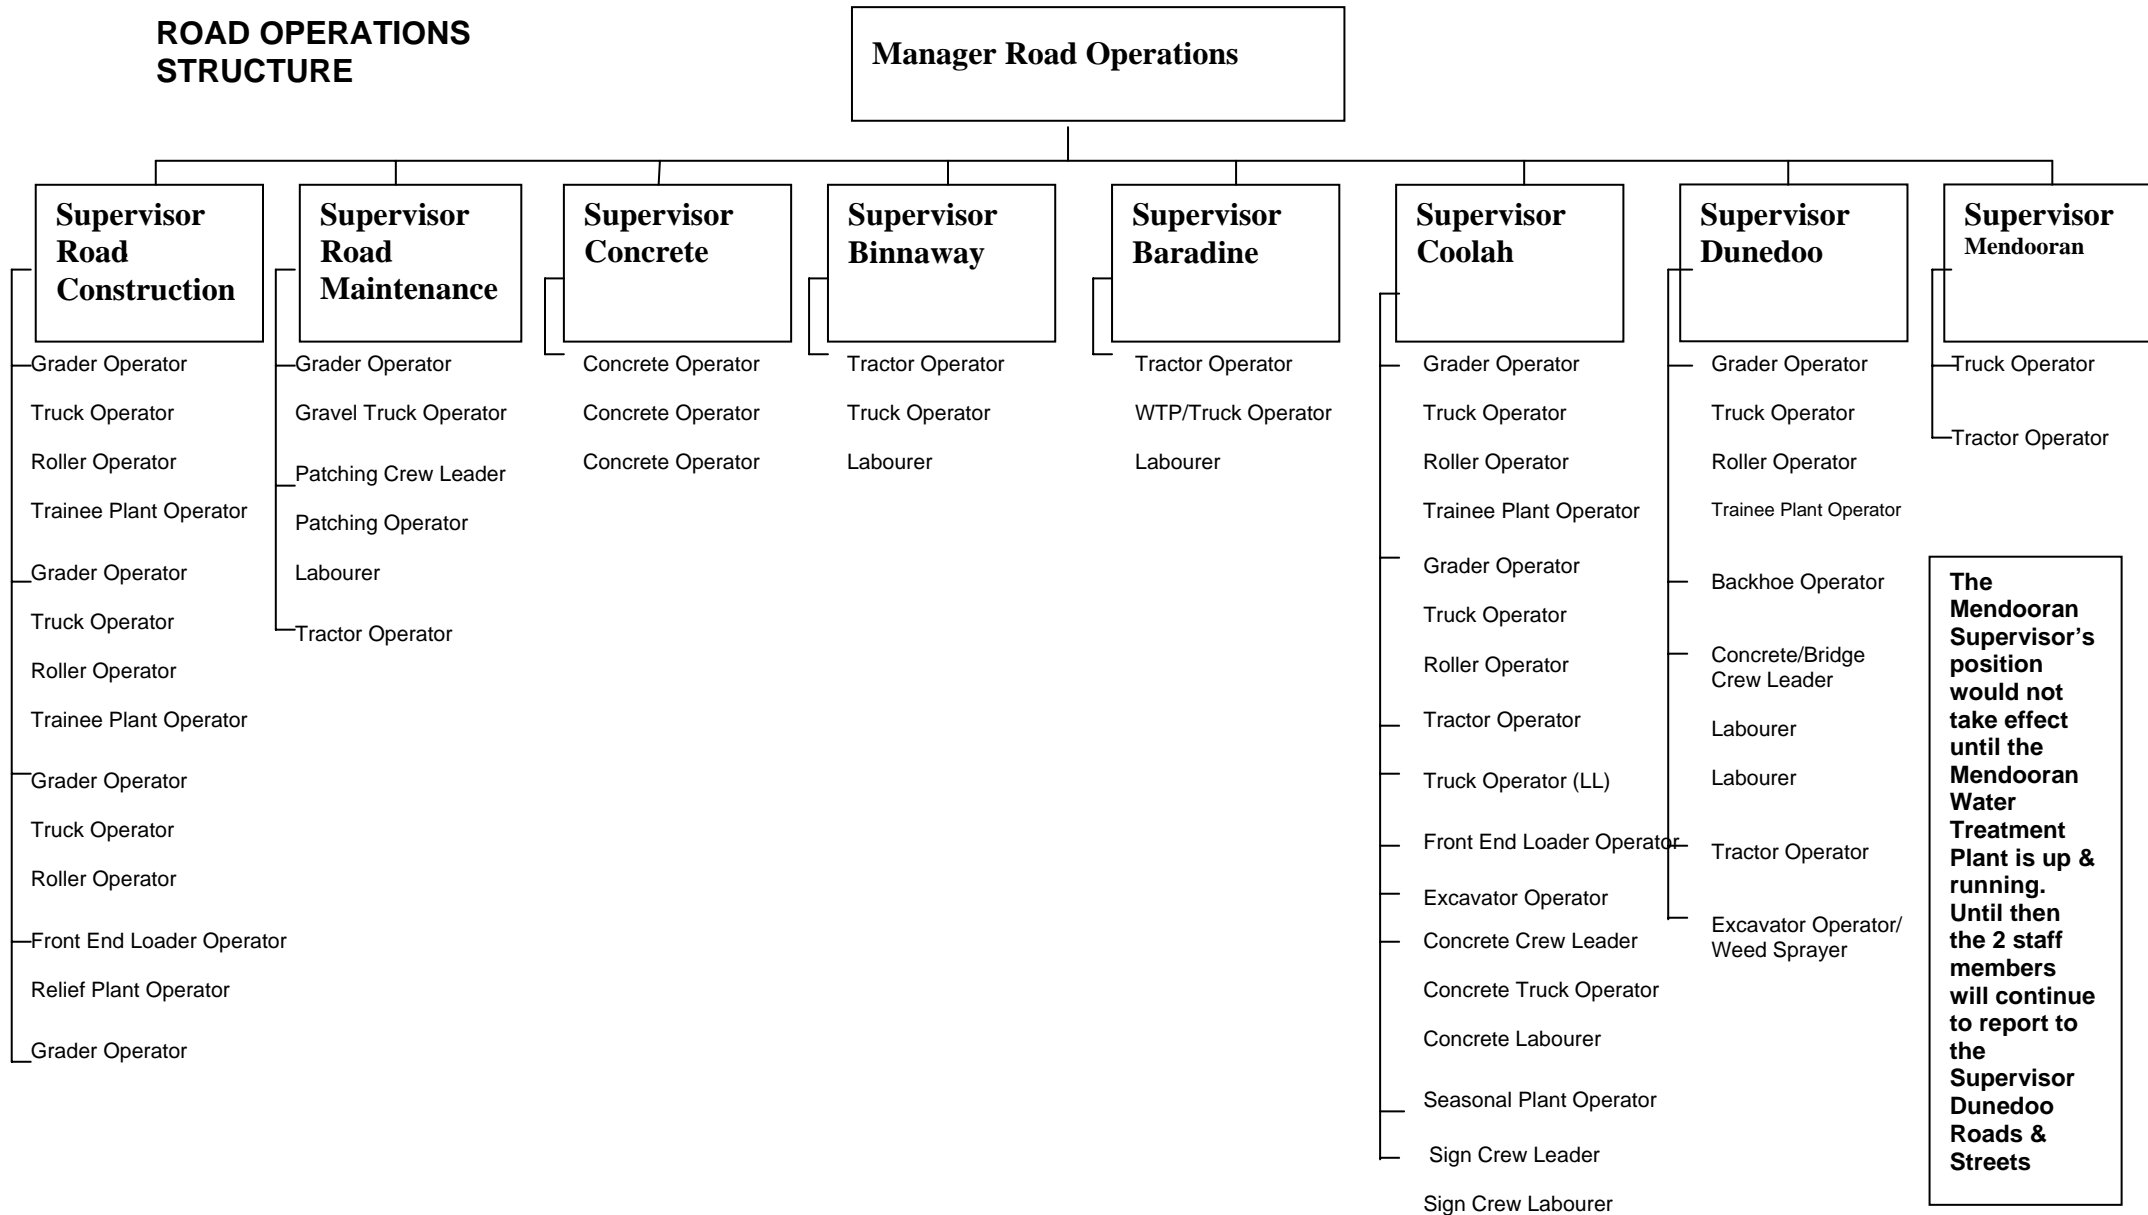 ROAD OPERATIONS
STRUCTURE
Manager Road Operations
Supervisor
Road
Construction
Grader Operator
Truck Operator
Roller Operator
Trainee Plant Operator
Grader Operator
Truck Operator
Roller Operator
Trainee Plant Operator
Grader Operator
Truck Operator
Roller Operator
Front End Loader Operator
Relief Plant Operator
Grader Operator
Supervisor
Road
Maintenance
Grader Operator
Gravel Truck Operator
Patching Crew Leader
Patching Operator
Labourer
Tractor Operator
Supervisor
Concrete
Concrete Operator
Concrete Operator
Concrete Operator
Supervisor
Binnaway
Tractor Operator
Truck Operator
Labourer
Supervisor
Baradine
Tractor Operator
WTP/Truck Operator
Labourer
Supervisor
Coolah
Grader Operator
Truck Operator
Roller Operator
Trainee Plant Operator
Grader Operator
Truck Operator
Roller Operator
Tractor Operator
Truck Operator (LL)
Front End Loader Operator
Excavator Operator
Concrete Crew Leader
Concrete Truck Operator
Concrete Labourer
Seasonal Plant Operator
Sign Crew Leader
Sign Crew Labourer
Supervisor
Dunedoo
Grader Operator
Truck Operator
Roller Operator
Trainee Plant Operator
Backhoe Operator
Concrete/Bridge
Crew Leader
Labourer
Labourer
Tractor Operator
Excavator Operator/
Weed Sprayer
Supervisor
Mendooran
Truck Operator
Tractor Operator
The
Mendooran
Supervisor’s
position
would not
take effect
until the
Mendooran
Water
Treatment
Plant is up &
running.
Until then
the 2 staff
members
will continue
to report to
the
Supervisor
Dunedoo
Roads &
Streets